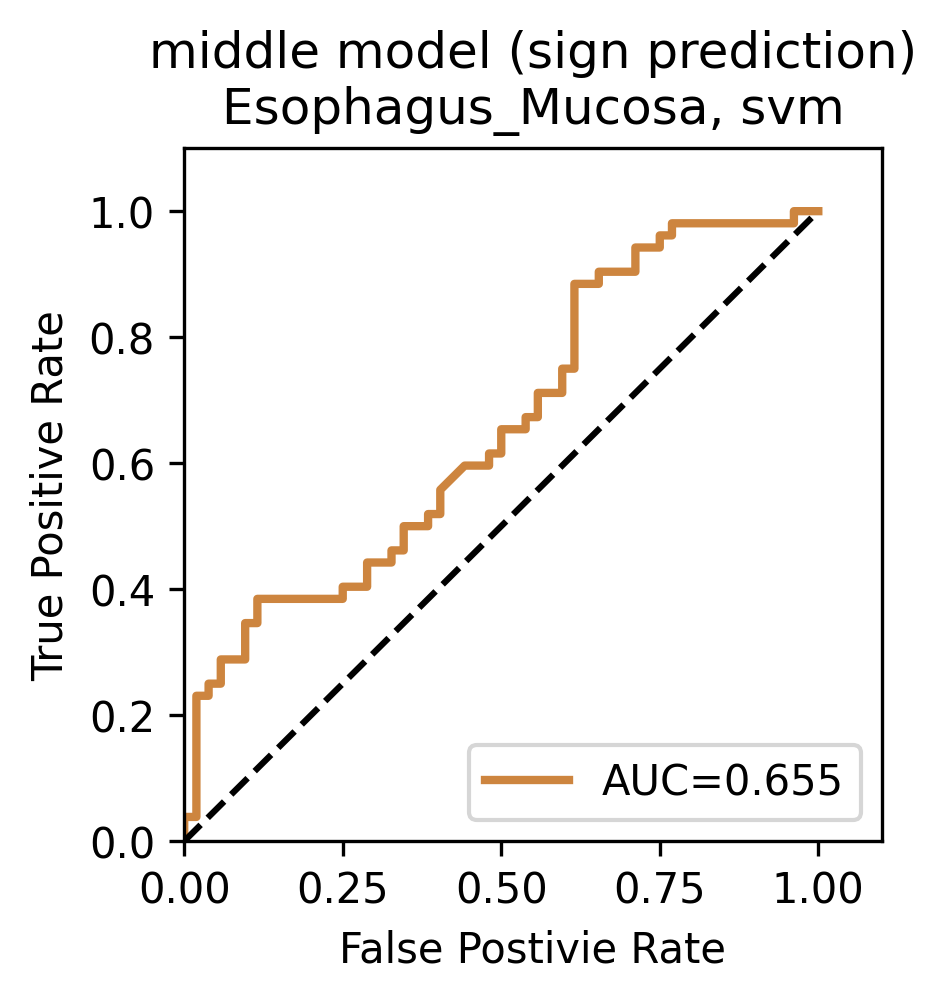 middle model (sign prediction)
Esophagus_Mucosa, svm
True Positive Rate
1.0
0.8
0.6
0.4
0.2
0.0
AUC=0.655
0.00 0.25 0.50 0.75 1.00
False Postivie Rate